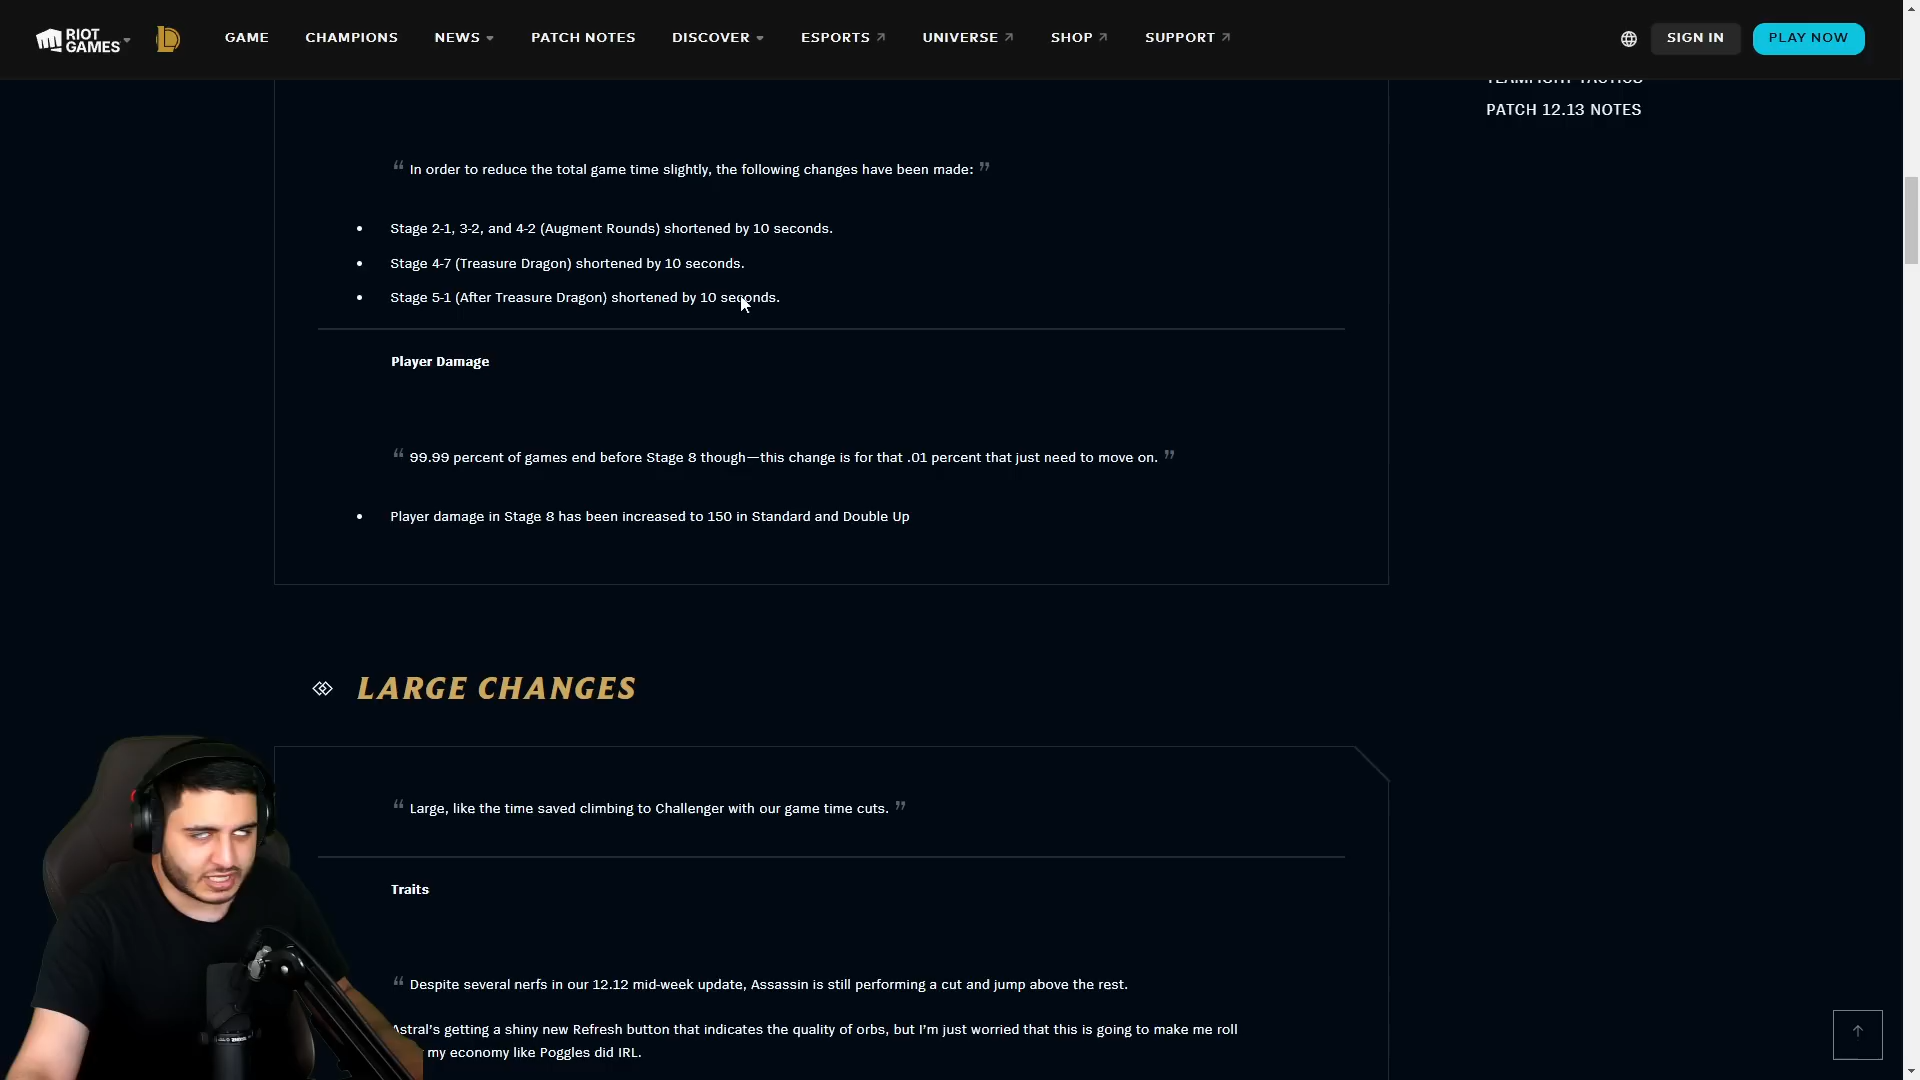 RIOT GAMES
GAME
CHAMPIONS
NEWS
PATCH NOTES
DISCOVER
ESPORTS
UNIVERSE
SHOP
SUPPORT
SIGN IN
PLAY NOW
TEAMFIGHT TACTICS
PATCH 12.13 NOTES
“ In order to reduce the total game time slightly, the following changes have been made: ”
• Stage 2-1, 3-2, and 4-2 (Augment Rounds) shortened by 10 seconds.
• Stage 4-7 (Treasure Dragon) shortened by 10 seconds.
• Stage 5-1 (After Treasure Dragon) shortened by 10 seconds.
Player Damage
“ 99.99 percent of games end before Stage 8 though—this change is for that .01 percent that just need to move on. ”
• Player damage in Stage 8 has been increased to 150 in Standard and Double Up
LARGE CHANGES
“ Large, like the time saved climbing to Challenger with our game time cuts. ”
Traits
“ Despite several nerfs in our 12.12 mid-week update, Assassin is still performing a cut and jump above the rest.
Astral’s getting a shiny new Refresh button that indicates the quality of orbs, but I’m just worried that this is going to make me roll
my economy like Poggles did IRL.